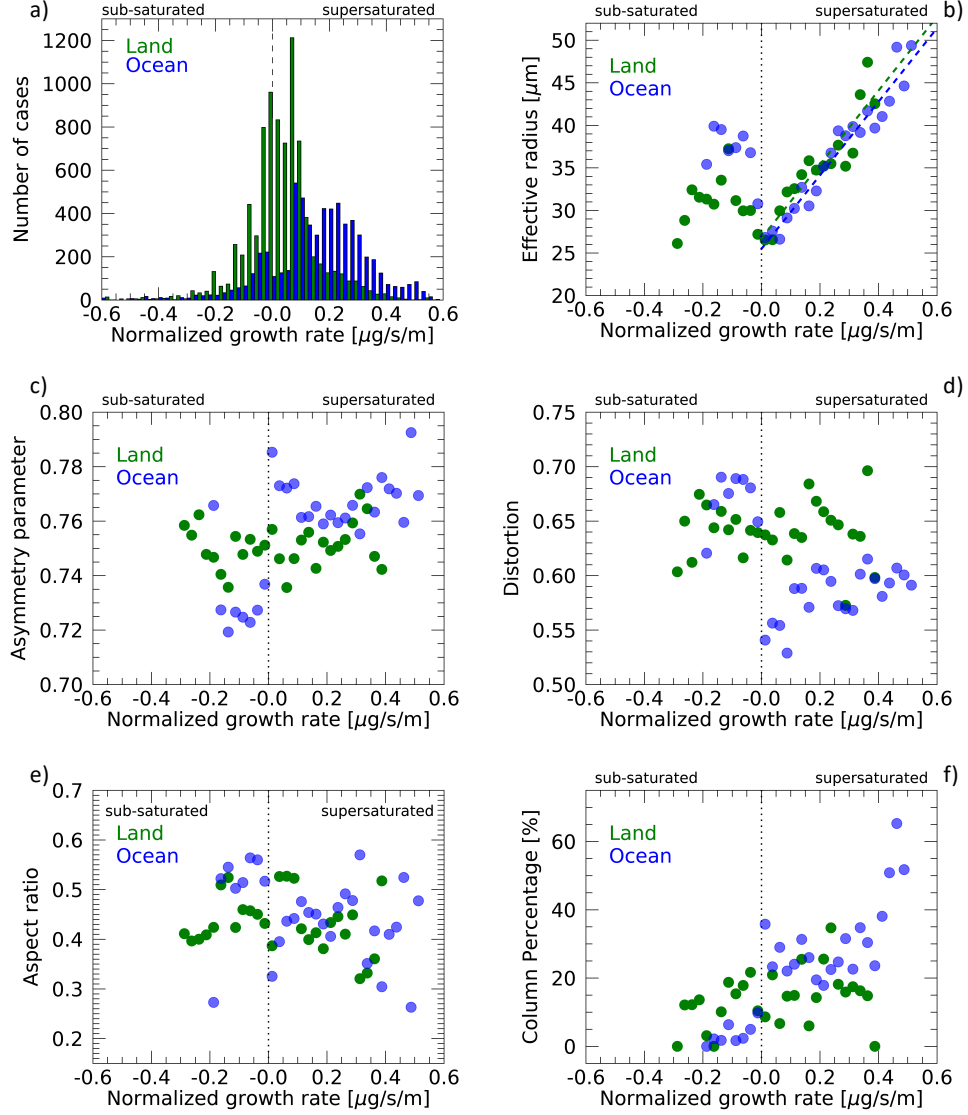 a)
sub-saturated supersaturated
Land
Ocean
Number of cases
1200
1000
800
600
400
200
0
-0.6 -0.4 -0.2 -0.0 0.2 0.4 0.6
Normalized growth rate [µg/s/m]
b)
sub-saturated supersaturated
Land
Ocean
Effective radius [µm]
50
45
40
35
30
25
20
-0.6 -0.4 -0.2 -0.0 0.2 0.4 0.6
Normalized growth rate [µg/s/m]
c)
sub-saturated supersaturated
Land
Ocean
Asymmetry parameter
0.80
0.78
0.76
0.74
0.72
0.70
-0.6 -0.4 -0.2 -0.0 0.2 0.4 0.6
Normalized growth rate [µg/s/m]
d)
sub-saturated supersaturated
Land
Ocean
Distortion
0.75
0.70
0.65
0.60
0.55
0.50
-0.6 -0.4 -0.2 -0.0 0.2 0.4 0.6
Normalized growth rate [µg/s/m]
e)
sub-saturated supersaturated
Land
Ocean
Aspect ratio
0.7
0.6
0.5
0.4
0.3
0.2
-0.6 -0.4 -0.2 -0.0 0.2 0.4 0.6
Normalized growth rate [µg/s/m]
f)
sub-saturated supersaturated
Land
Ocean
Column Percentage [%]
60
40
20
0
-0.6 -0.4 -0.2 -0.0 0.2 0.4 0.6
Normalized growth rate [µg/s/m]